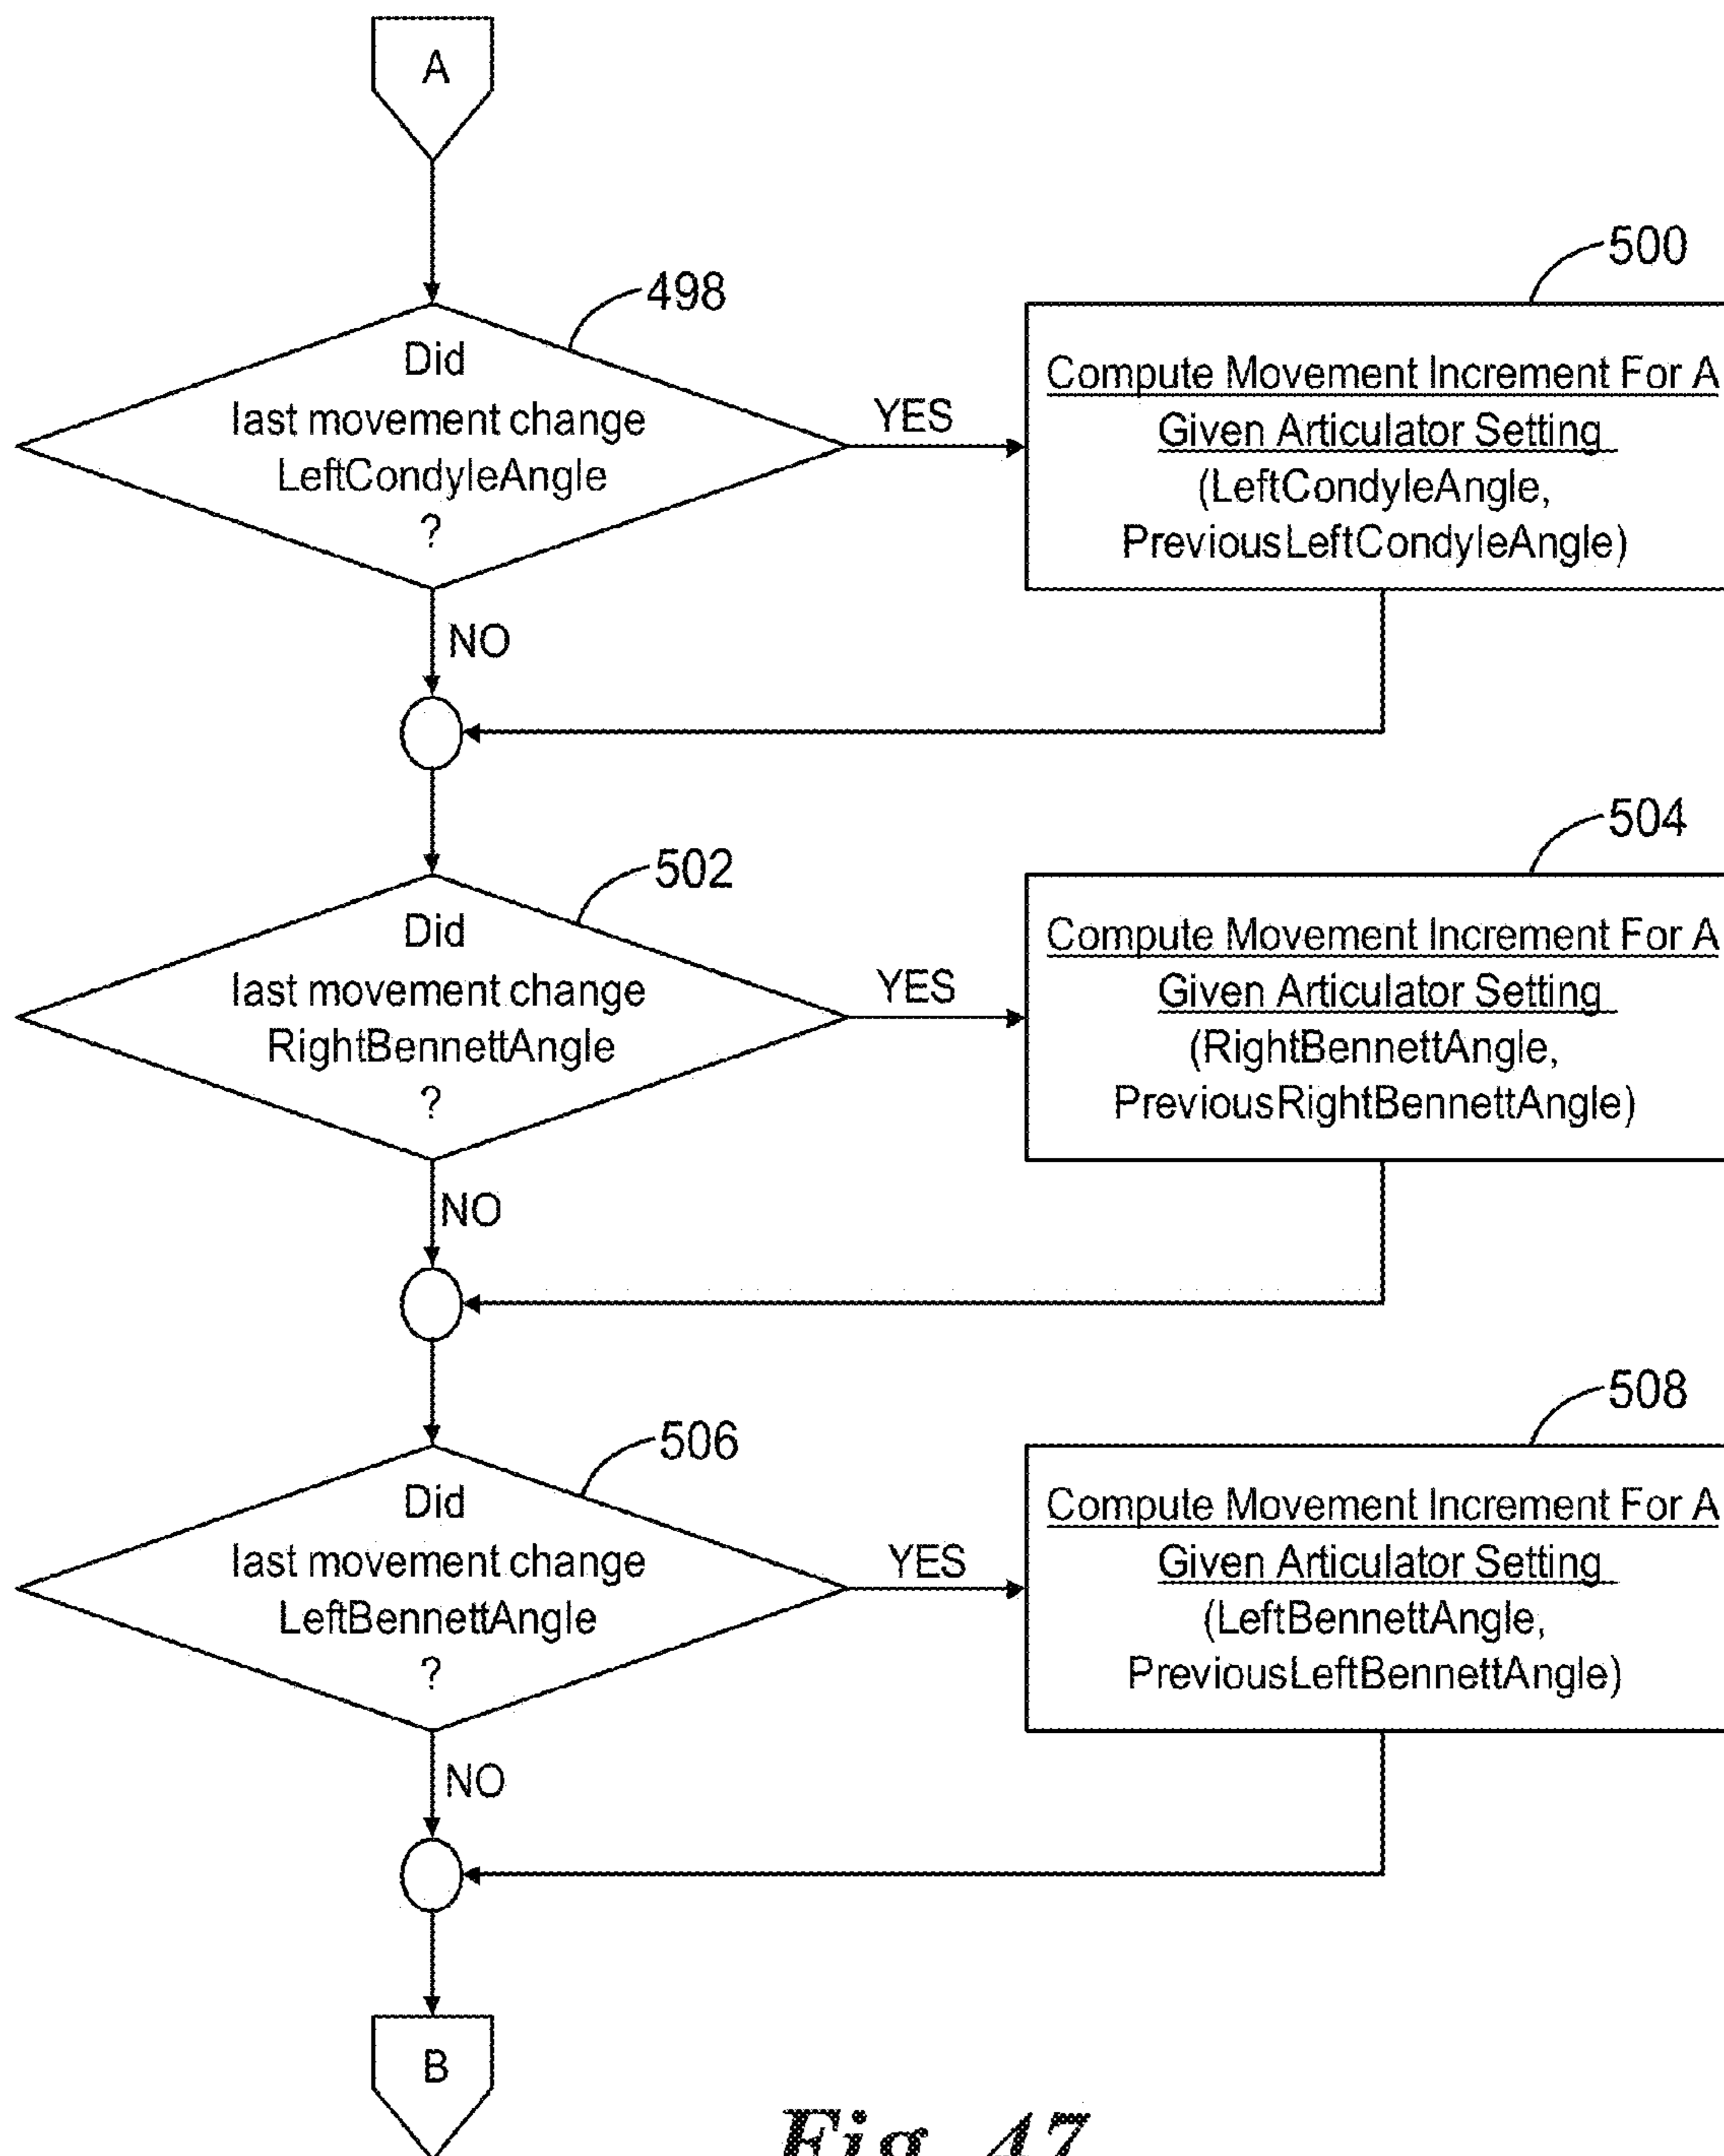 A
498
Did
last movement change
LeftCondyleAngle
?
YES
500
Compute Movement Increment For A
Given Articulator Setting
(LeftCondyleAngle,
PreviousLeftCondyleAngle)
NO
502
Did
last movement change
RightBennettAngle
?
YES
504
Compute Movement Increment For A
Given Articulator Setting
(RightBennettAngle,
PreviousRightBennettAngle)
NO
506
Did
last movement change
LeftBennettAngle
?
YES
508
Compute Movement Increment For A
Given Articulator Setting
(LeftBennettAngle,
PreviousLeftBennettAngle)
NO
B
Fig. 47